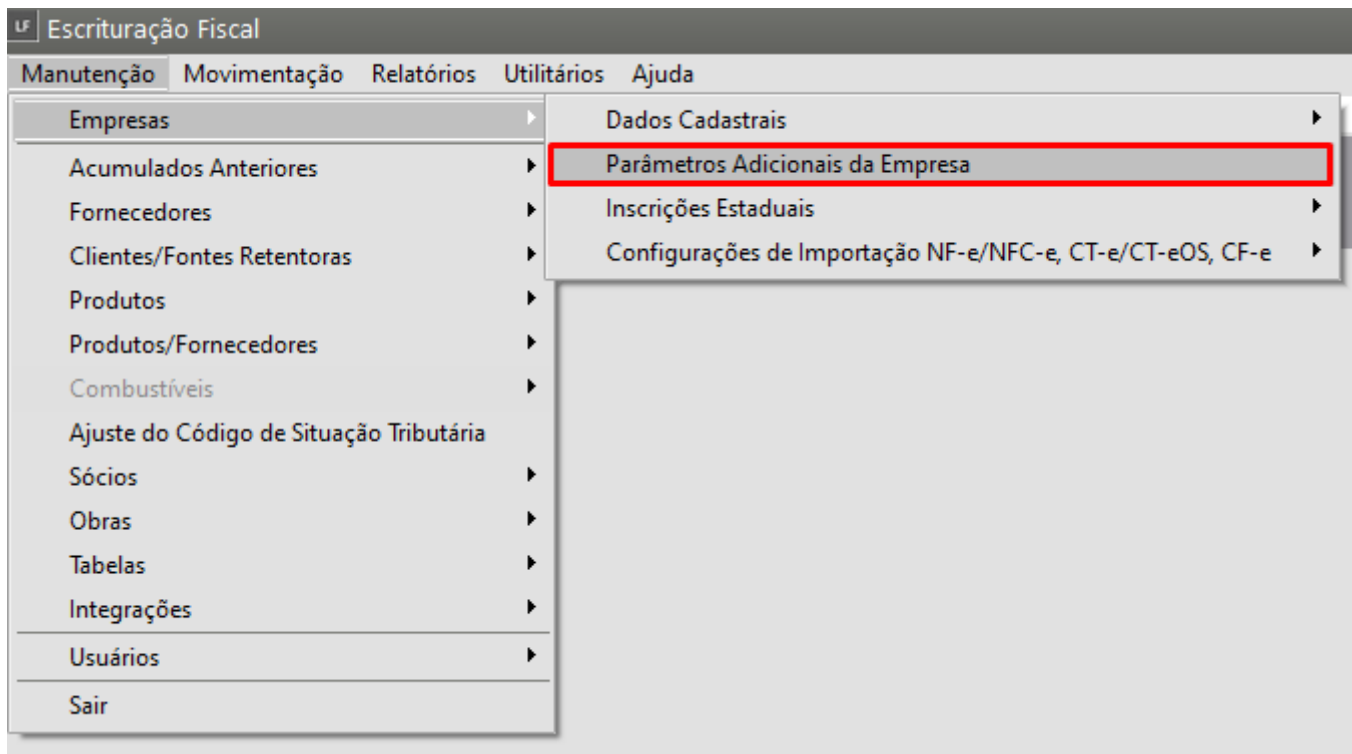 LF Escrituração Fiscal
Manutenção Movimentação Relatórios Utilitários Ajuda
Empresas
Acumulados Anteriores
Fornecedores
Clientes/Fontes Retentoras
Produtos
Produtos/Fornecedores
Combustíveis
Ajuste do Código de Situação Tributária
Sócios
Obras
Tabelas
Integrações
Usuários
Sair
Dados Cadastrais
Parâmetros Adicionais da Empresa
Inscrições Estaduais
Configurações de Importação NF-e/NFC-e, CT-e/CT-eOS, CF-e